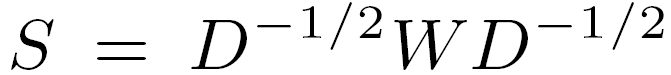 S = D^{-1/2}WD^{-1/2}